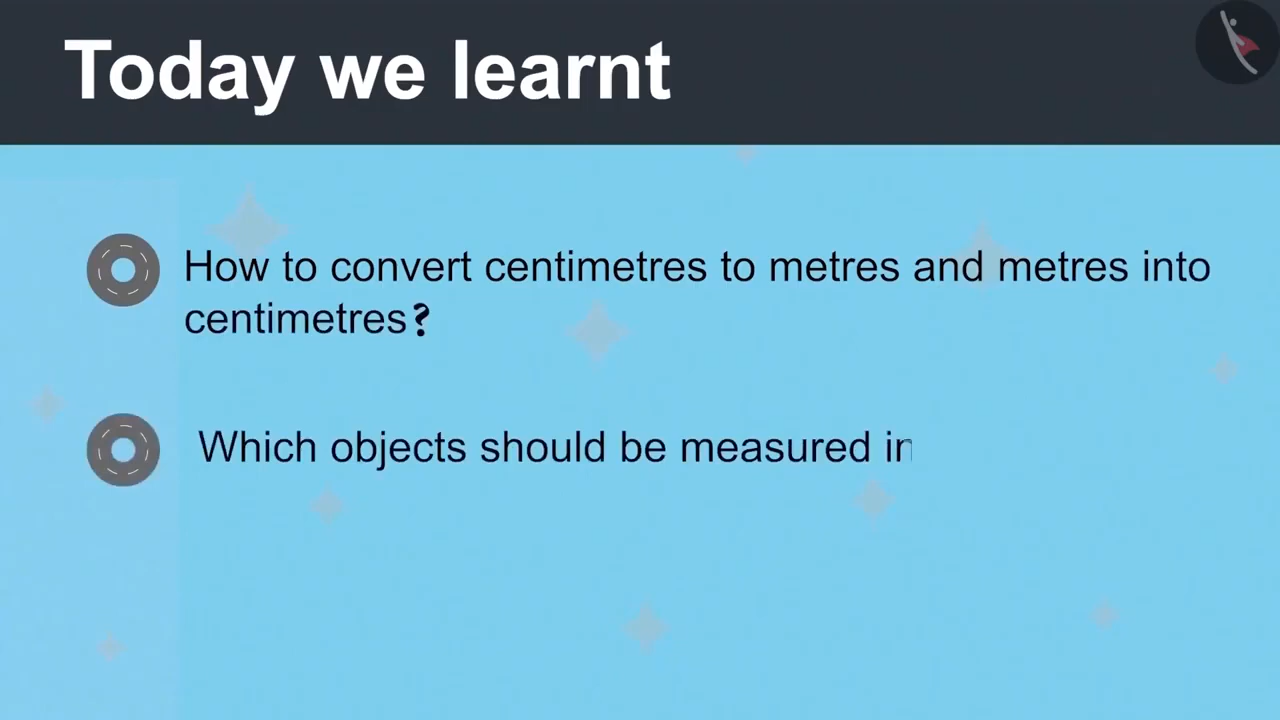 Today we learnt
How to convert centimetres to metres and metres into
centimetres?
Which objects should be measured in